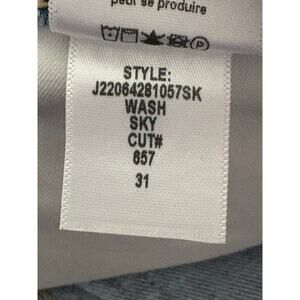 peut se produire
STYLE:
J22064281057SK
WASH
SKY
CUT#
657
31